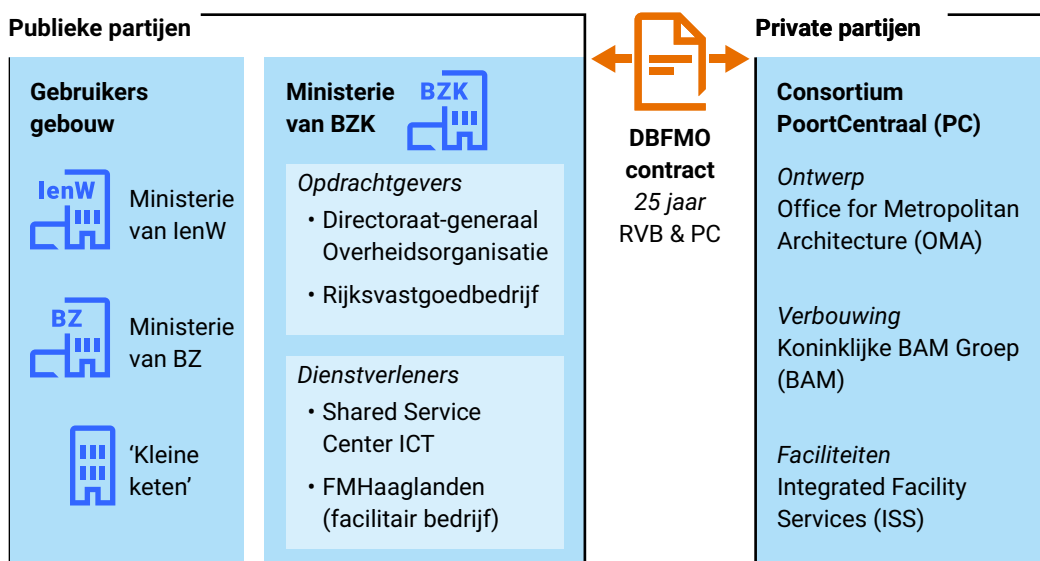 Publieke partijen
Gebruikers
gebouw
IenW
Ministerie
van IenW
BZ
Ministerie
van BZ
‘Kleine
keten’
Ministerie
van BZK
BZK
Opdrachtgevers
• Directoraat-generaal
Overheidsorganisatie
• Rijksvastgoedbedrijf
Dienstverleners
• Shared Service
Center ICT
• FMHaaglanden
(facilitair bedrijf)
DBFMO
contract
25 jaar
RVB & PC
Private partijen
Consortium
PoortCentraal (PC)
Ontwerp
Office for Metropolitan
Architecture (OMA)
Verbouwing
Koninklijke BAM Groep
(BAM)
Faciliteiten
Integrated Facility
Services (ISS)